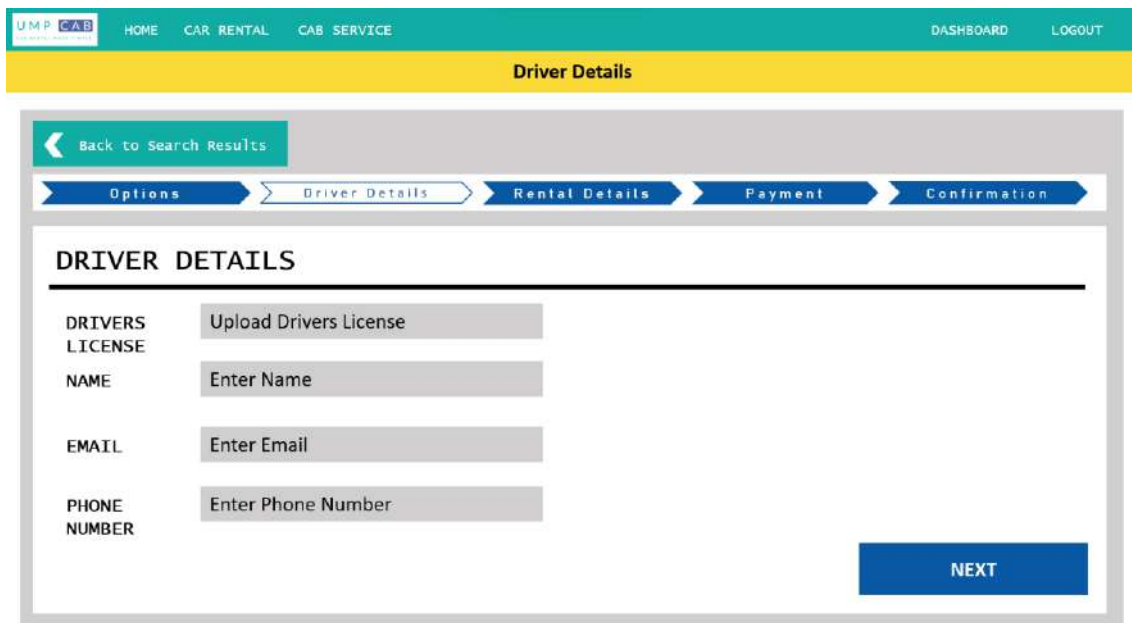 UMP CAB
HOME CAR RENTAL CAB SERVICE DASHBOARD LOGOUT
Driver Details
Back to Search Results
Options Driver Details Rental Details Payment Confirmation
DRIVER DETAILS
DRIVERS LICENSE
Upload Drivers License
NAME
Enter Name
EMAIL
Enter Email
PHONE NUMBER
Enter Phone Number
NEXT